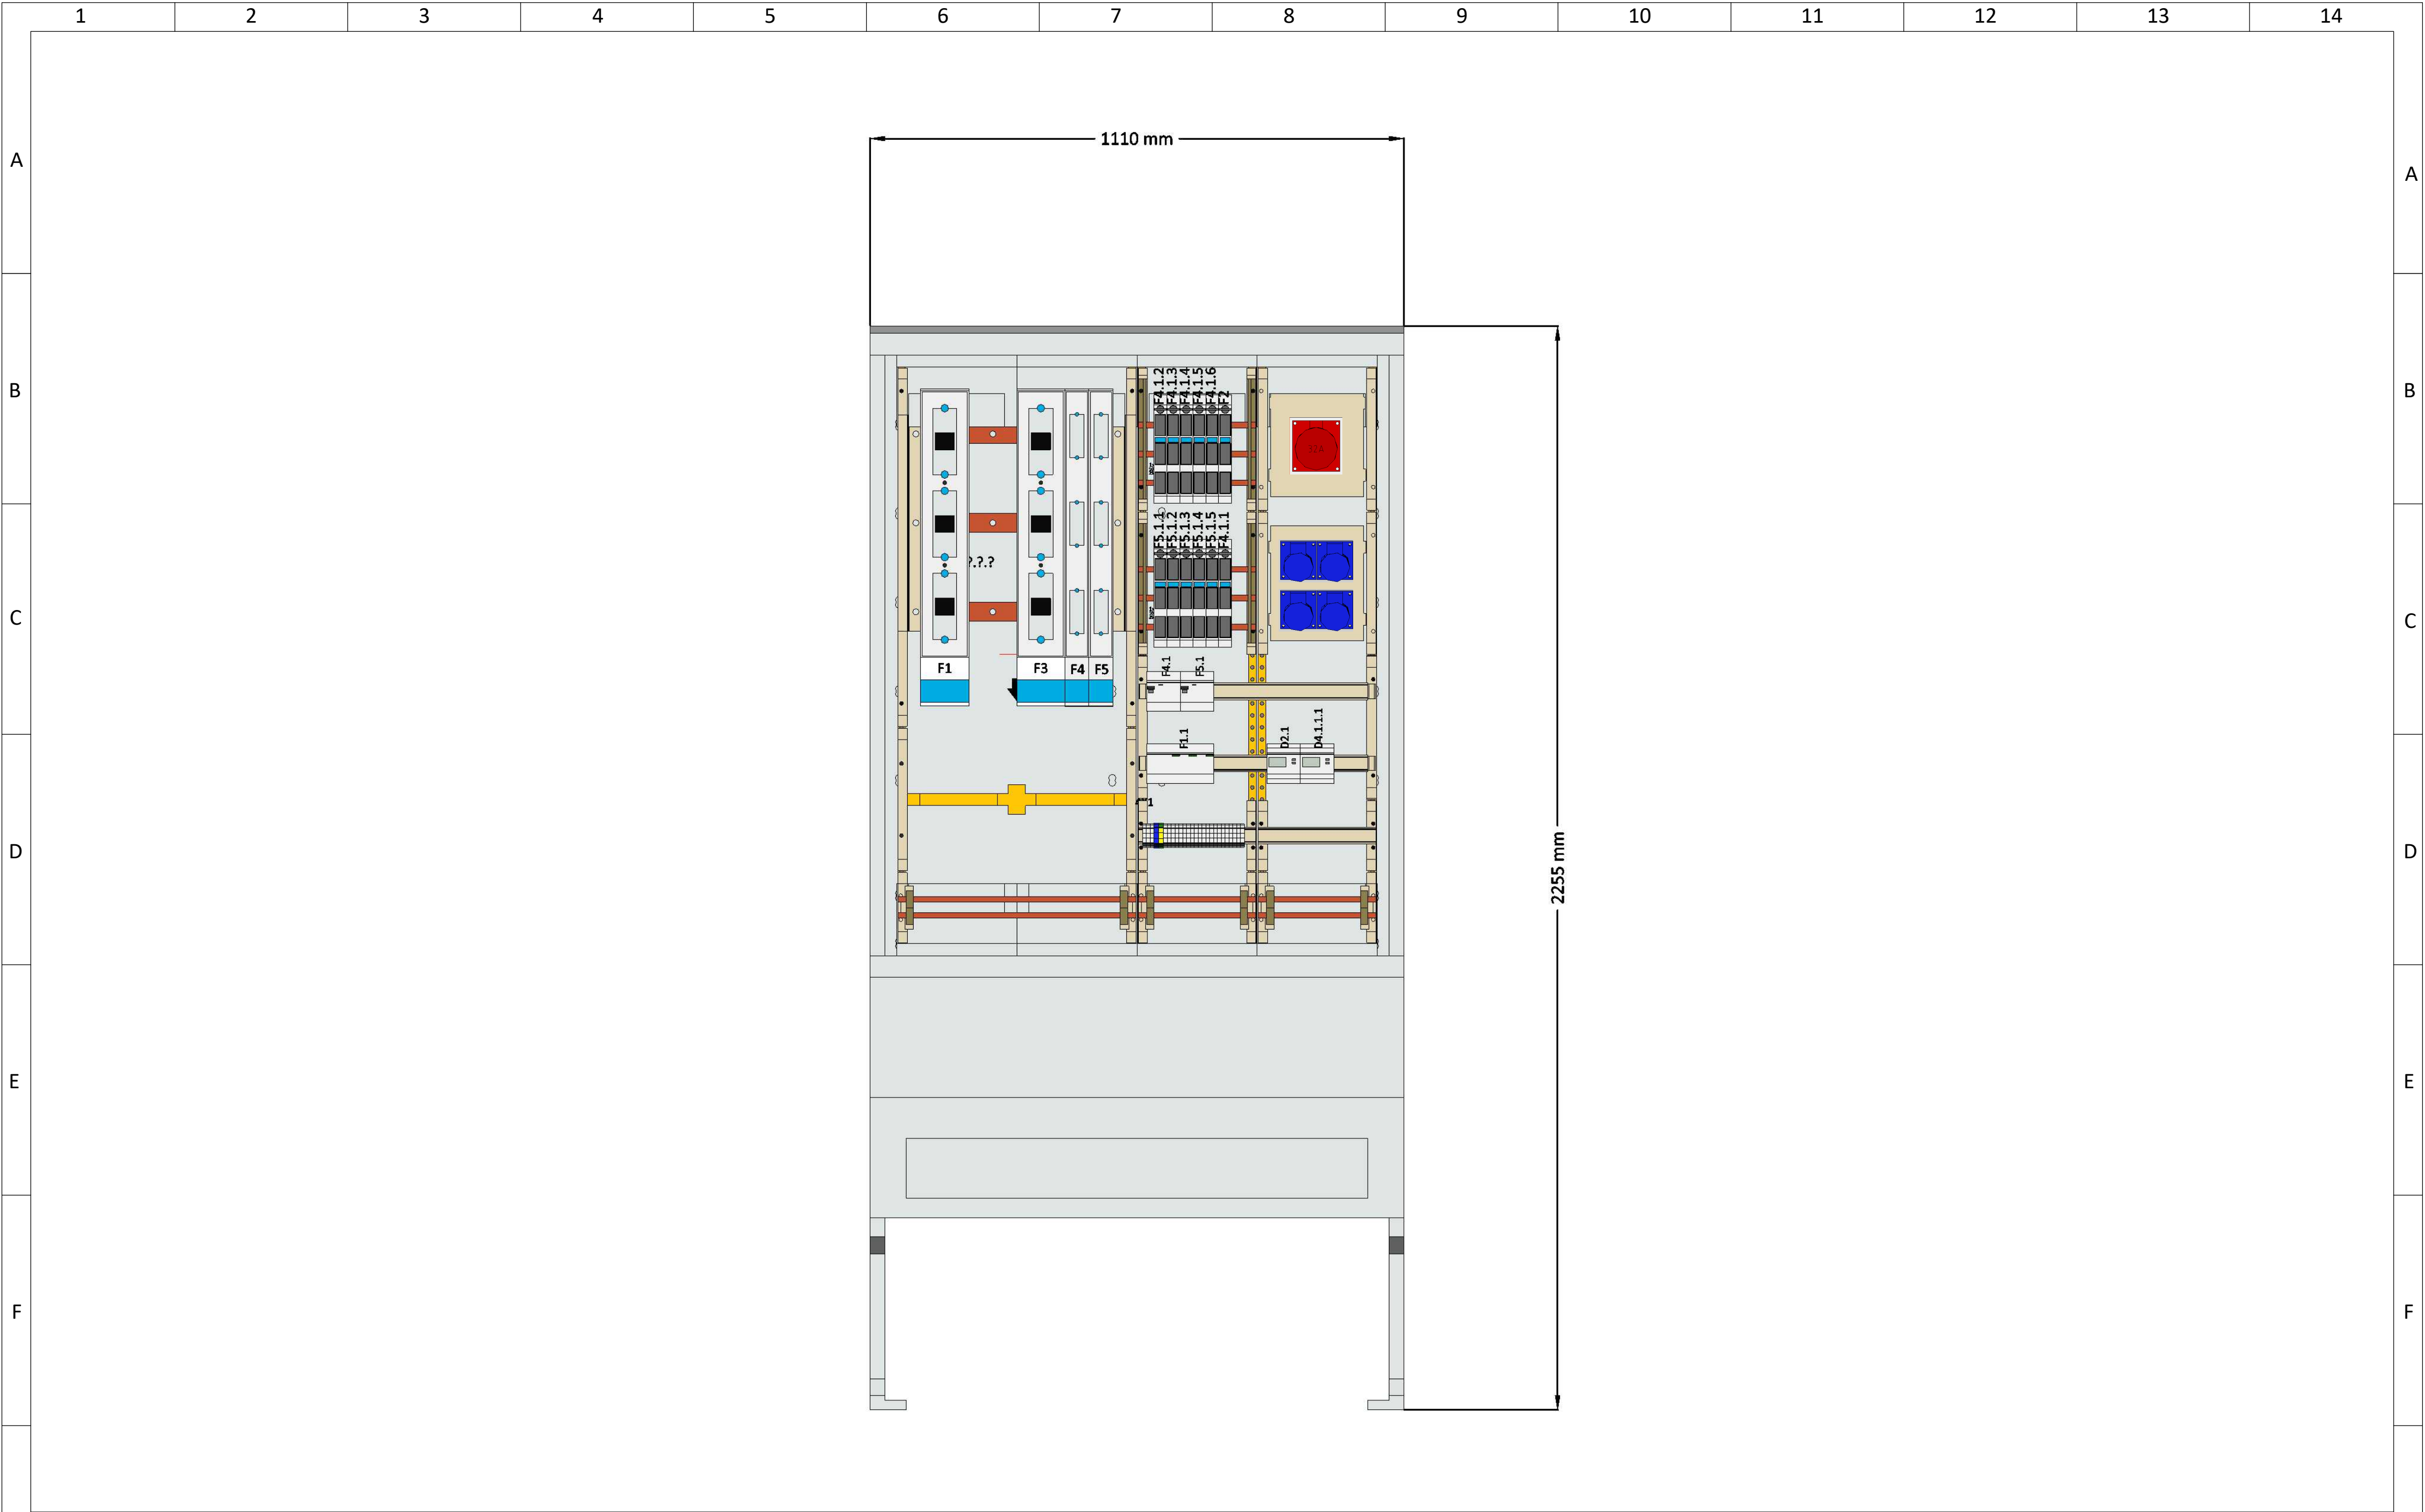 1 2 3 4 5 6 7 8 9 10 11 12 13 14
1110 mm
A A
B B
F4.1.2 F4.1.3 F4.1.4 F4.1.5 F4.1.6 F2
32A
F5.1.1 F5.1.2 F5.1.3 F5.1.4 F5.1.5 F4.1.1
?.?.?
C C
F1 F3 F4 F5
F4.1 F5.1
F1.1 D2.1 D4.1.1.1
D D
2255 mm
E E
F F